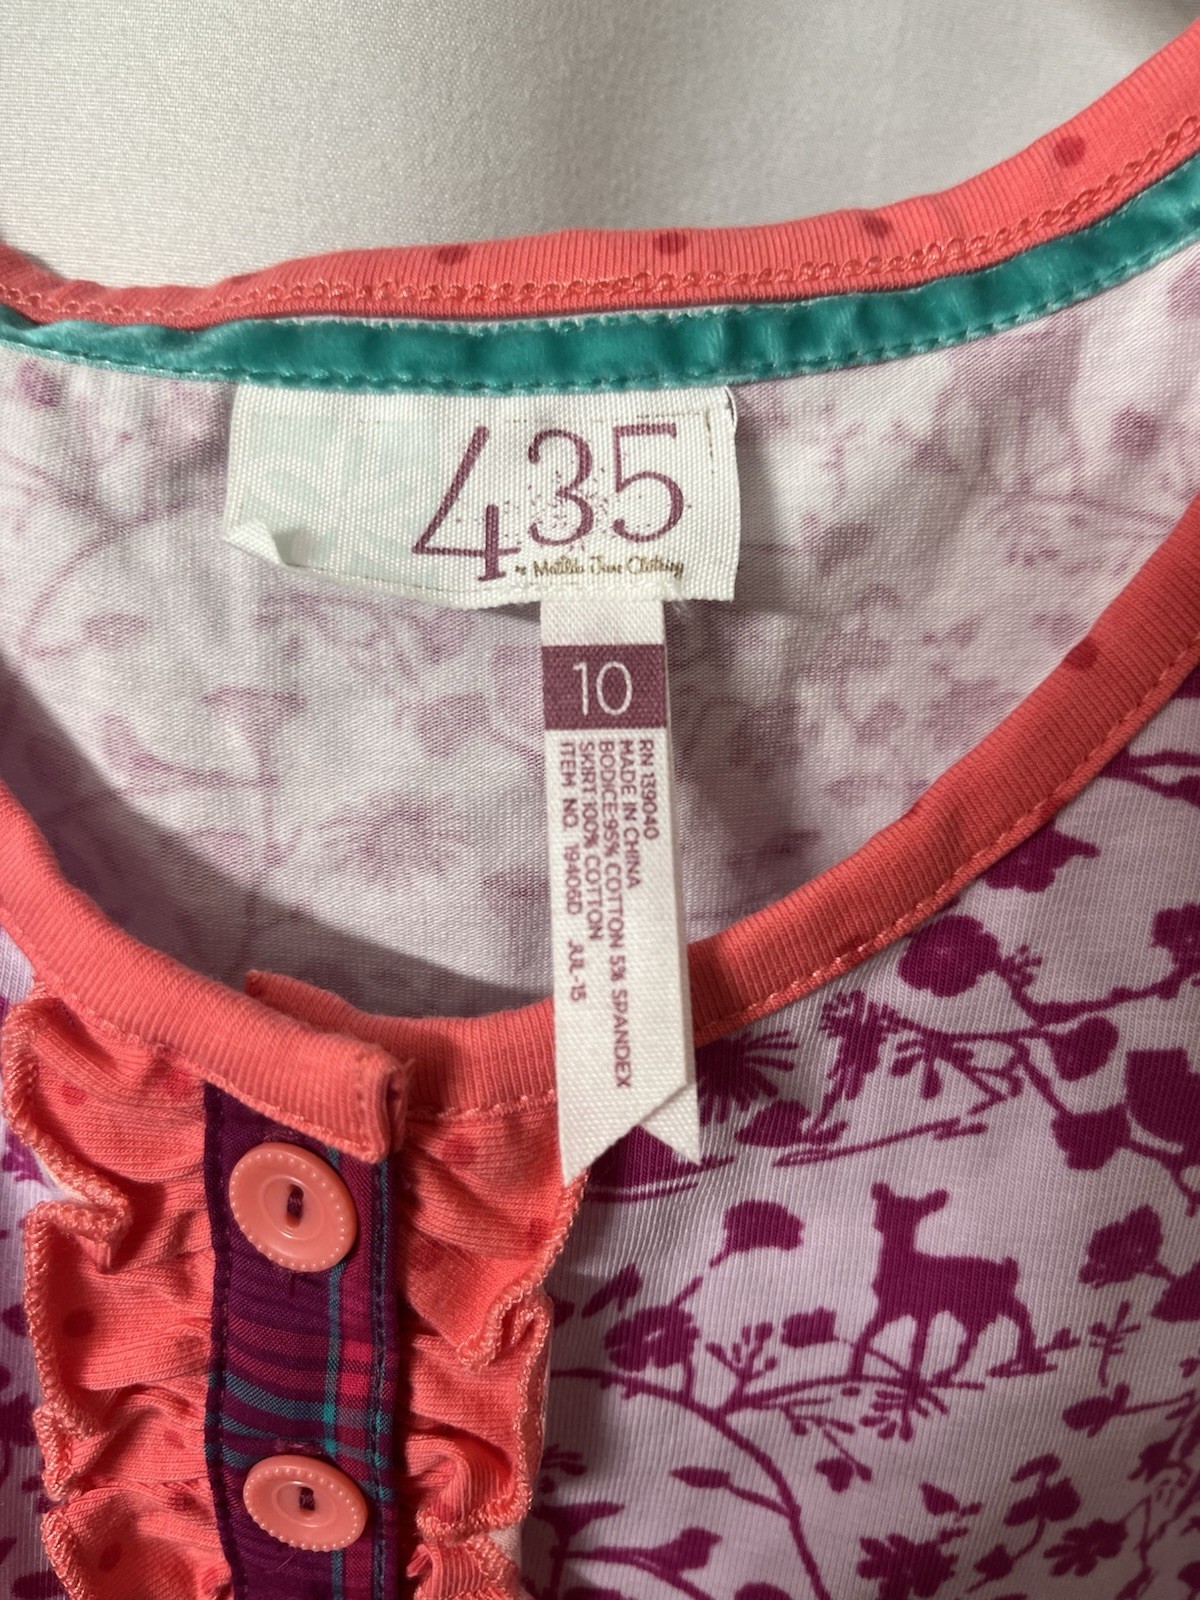 435
by Matilda Jane Clothing
10
RN 139040
MADE IN CHINA
BODICE-95% COTTON 5% SPANDEX
SKIRT:100% COTTON
ITEM NO. 19406D JUL-15